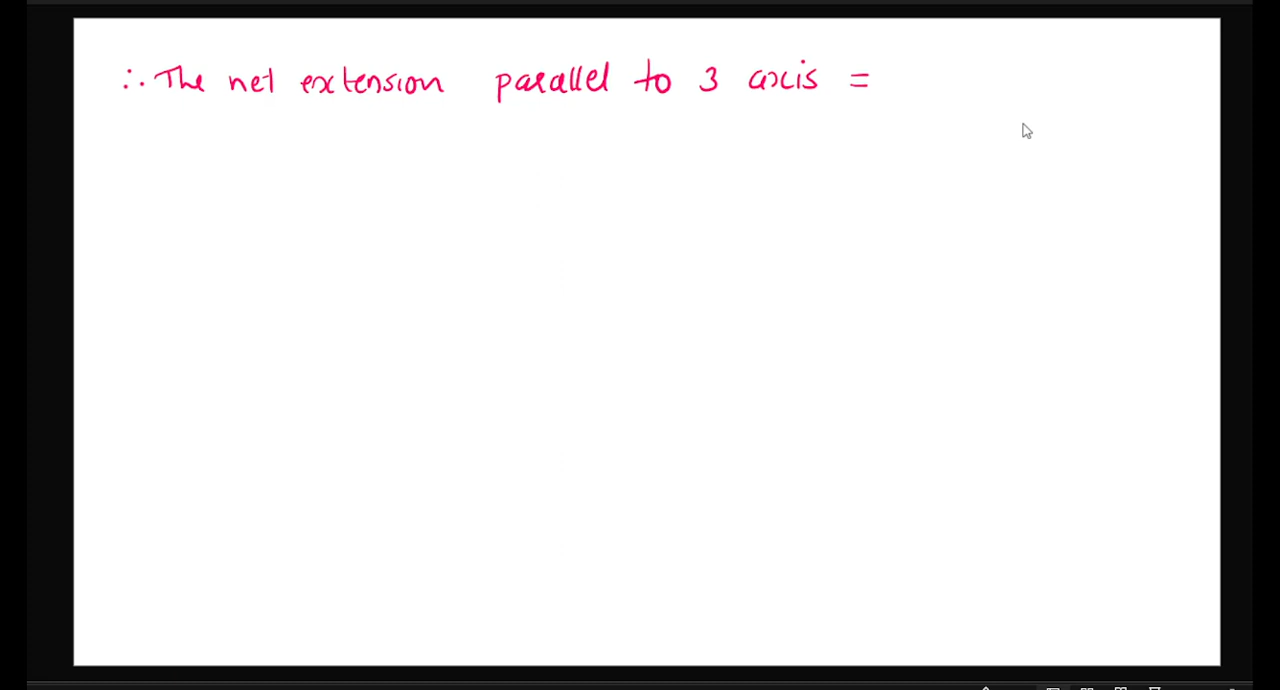 ∴ The net extension parallel to 3 axis =